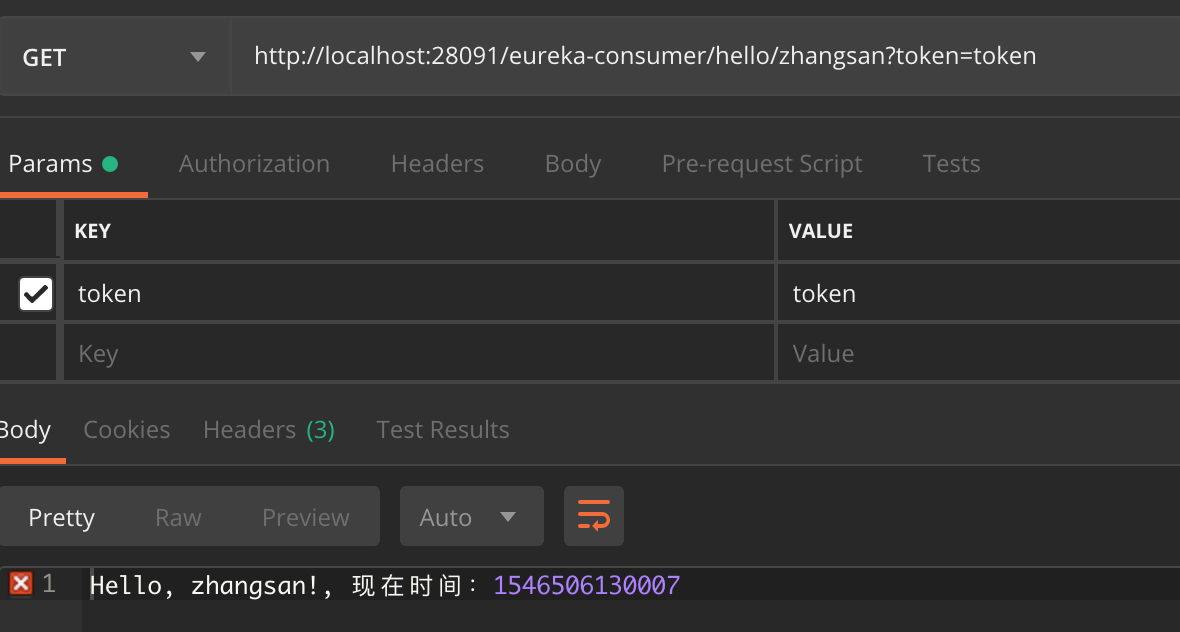 GET http://localhost:28091/eureka-consumer/hello/zhangsan?token=token
Params Authorization Headers Body Pre-request Script Tests
KEY VALUE
token token
Key Value
Body Cookies Headers (3) Test Results
Pretty Raw Preview Auto
1 Hello, zhangsan!, 现在时间：1546506130007